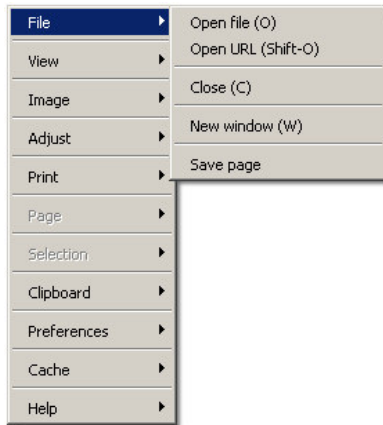 File
View
Image
Adjust
Print
Page
Selection
Clipboard
Preferences
Cache
Help
Open file (O)
Open URL (Shift-O)
Close (C)
New window (W)
Save page